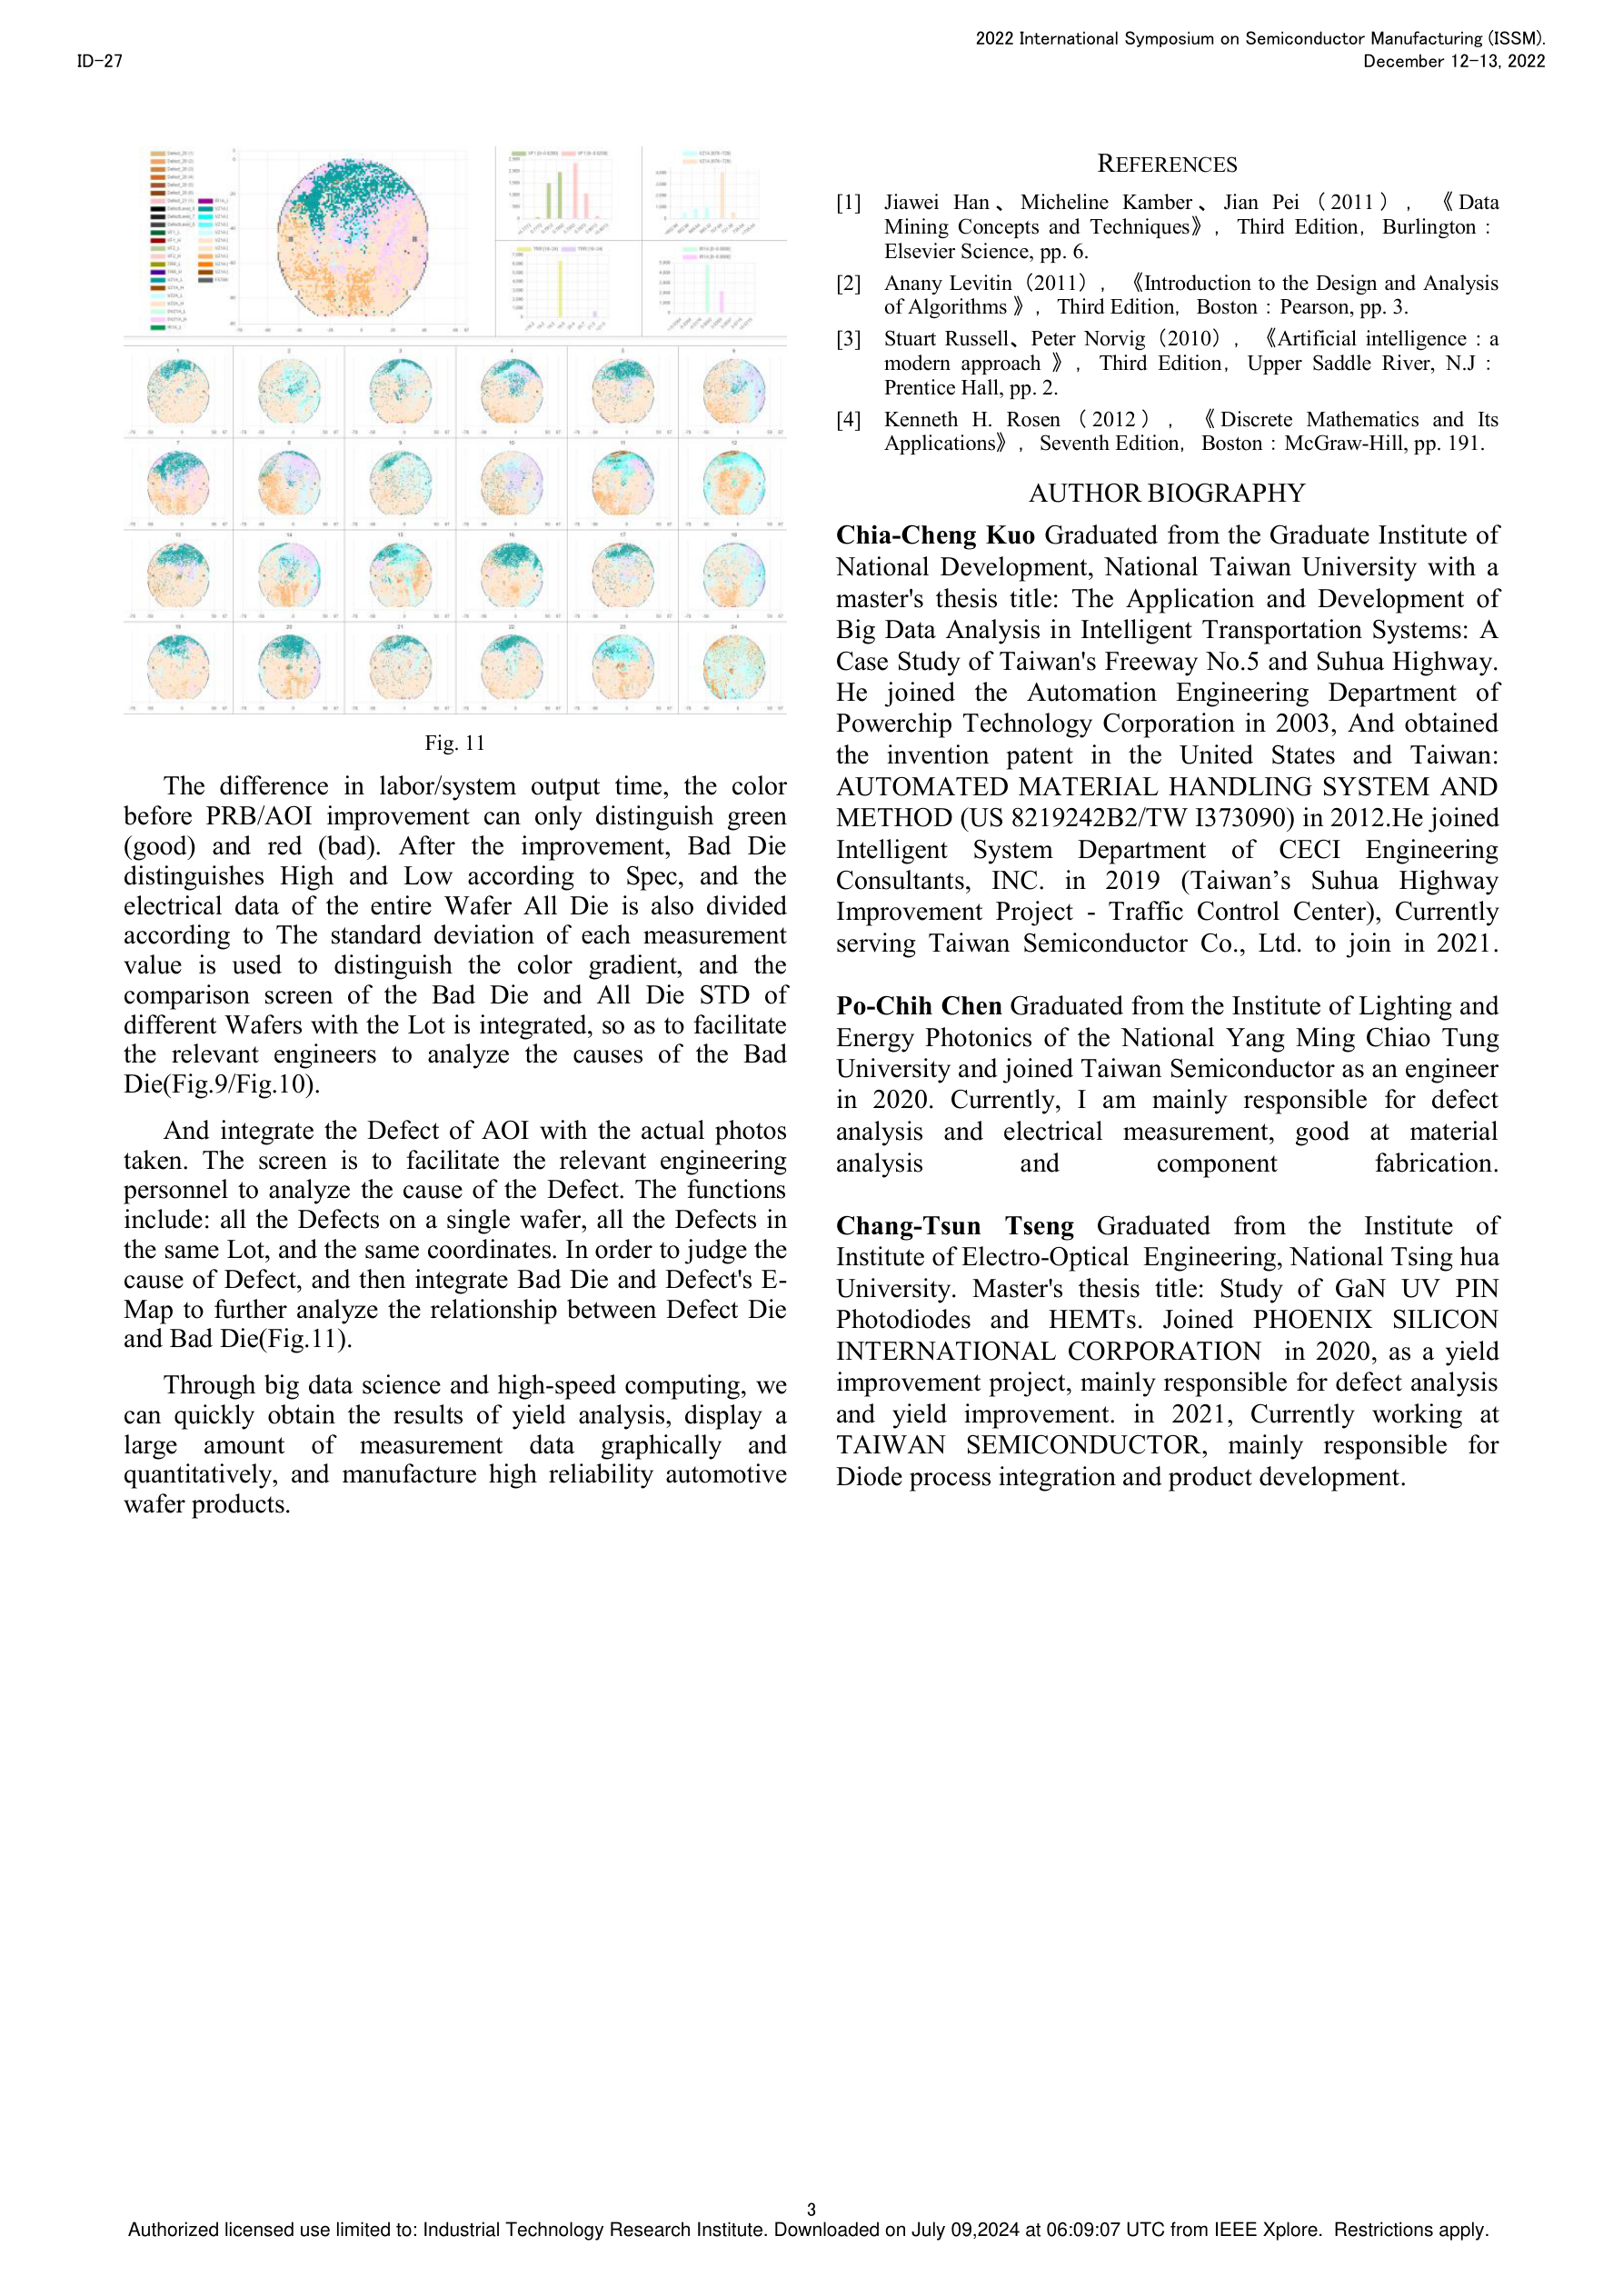 2022 International Symposium on Semiconductor Manufacturing (ISSM).
ID-27
December 12-13, 2022
1
2
3
4
5
6
7
8
9
10
11
12
13
14
15
16
17
18
19
20
21
22
23
24
Fig. 11
The difference in labor/system output time, the color
before PRB/AOI improvement can only distinguish green
(good) and red (bad). After the improvement, Bad Die
distinguishes High and Low according to Spec, and the
electrical data of the entire Wafer All Die is also divided
according to The standard deviation of each measurement
value is used to distinguish the color gradient, and the
comparison screen of the Bad Die and All Die STD of
different Wafers with the Lot is integrated, so as to facilitate
the relevant engineers to analyze the causes of the Bad
Die(Fig.9/Fig.10).
And integrate the Defect of AOI with the actual photos
taken. The screen is to facilitate the relevant engineering
personnel to analyze the cause of the Defect. The functions
include: all the Defects on a single wafer, all the Defects in
the same Lot, and the same coordinates. In order to judge the
cause of Defect, and then integrate Bad Die and Defect's E-
Map to further analyze the relationship between Defect Die
and Bad Die(Fig.11).
Through big data science and high-speed computing, we
can quickly obtain the results of yield analysis, display a
large amount of measurement data graphically and
quantitatively, and manufacture high reliability automotive
wafer products.
REFERENCES
[1] Jiawei Han、 Micheline Kamber、 Jian Pei （2011）, 《Data
Mining Concepts and Techniques》, Third Edition, Burlington：
Elsevier Science, pp. 6.
[2] Anany Levitin（2011）, 《Introduction to the Design and Analysis
of Algorithms 》, Third Edition, Boston：Pearson, pp. 3.
[3] Stuart Russell、Peter Norvig（2010）, 《Artificial intelligence : a
modern approach 》, Third Edition, Upper Saddle River, N.J：
Prentice Hall, pp. 2.
[4] Kenneth H. Rosen （2012）, 《Discrete Mathematics and Its
Applications》, Seventh Edition, Boston：McGraw-Hill, pp. 191.
AUTHOR BIOGRAPHY
Chia-Cheng Kuo Graduated from the Graduate Institute of
National Development, National Taiwan University with a
master's thesis title: The Application and Development of
Big Data Analysis in Intelligent Transportation Systems: A
Case Study of Taiwan's Freeway No.5 and Suhua Highway.
He joined the Automation Engineering Department of
Powerchip Technology Corporation in 2003, And obtained
the invention patent in the United States and Taiwan:
AUTOMATED MATERIAL HANDLING SYSTEM AND
METHOD (US 8219242B2/TW I373090) in 2012.He joined
Intelligent System Department of CECI Engineering
Consultants, INC. in 2019 (Taiwan’s Suhua Highway
Improvement Project - Traffic Control Center), Currently
serving Taiwan Semiconductor Co., Ltd. to join in 2021.
Po-Chih Chen Graduated from the Institute of Lighting and
Energy Photonics of the National Yang Ming Chiao Tung
University and joined Taiwan Semiconductor as an engineer
in 2020. Currently, I am mainly responsible for defect
analysis and electrical measurement, good at material
analysis and component fabrication.
Chang-Tsun Tseng Graduated from the Institute of
Institute of Electro-Optical Engineering, National Tsing hua
University. Master's thesis title: Study of GaN UV PIN
Photodiodes and HEMTs. Joined PHOENIX SILICON
INTERNATIONAL CORPORATION in 2020, as a yield
improvement project, mainly responsible for defect analysis
and yield improvement. in 2021, Currently working at
TAIWAN SEMICONDUCTOR, mainly responsible for
Diode process integration and product development.
3
Authorized licensed use limited to: Industrial Technology Research Institute. Downloaded on July 09,2024 at 06:09:07 UTC from IEEE Xplore. Restrictions apply.